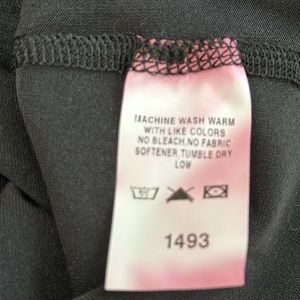 MACHINE WASH WARM
WITH LIKE COLORS
NO BLEACH,NO FABRIC
SOFTENER,TUMBLE DRY
LOW
1493